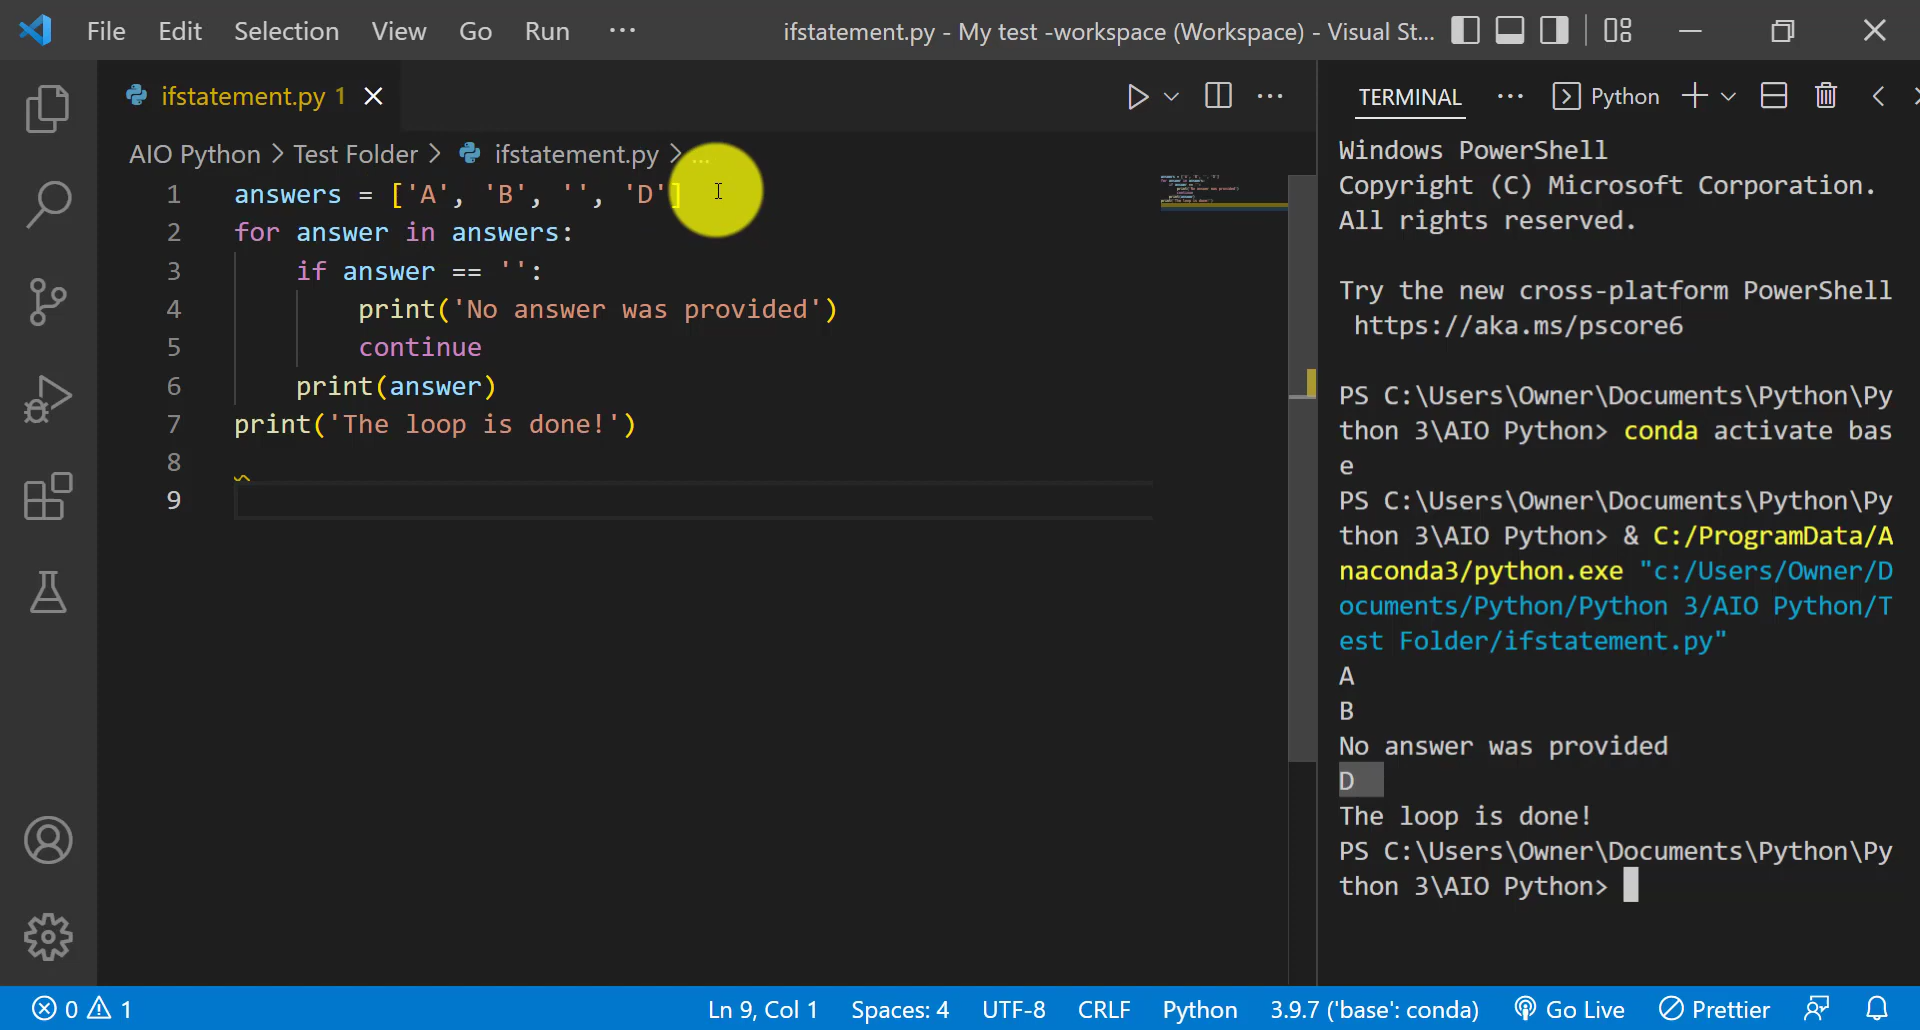 File Edit Selection View Go Run ··· ifstatement.py - My test -workspace (Workspace) - Visual St...
ifstatement.py 1
AIO Python > Test Folder > ifstatement.py > ...
1 answers = ['A', 'B', '', 'D']
2 for answer in answers:
3     if answer == '':
4         print('No answer was provided')
5         continue
6     print(answer)
7 print('The loop is done!')
8
9
TERMINAL ··· Python
Windows PowerShell
Copyright (C) Microsoft Corporation.
All rights reserved.
Try the new cross-platform PowerShell
https://aka.ms/pscore6
PS C:\Users\Owner\Documents\Python\Py
thon 3\AIO Python> conda activate bas
e
PS C:\Users\Owner\Documents\Python\Py
thon 3\AIO Python> & C:/ProgramData/A
naconda3/python.exe "c:/Users/Owner/D
ocuments/Python/Python 3/AIO Python/T
est Folder/ifstatement.py"
A
B
No answer was provided
D
The loop is done!
PS C:\Users\Owner\Documents\Python\Py
thon 3\AIO Python>
0 1 Ln 9, Col 1 Spaces: 4 UTF-8 CRLF Python 3.9.7 ('base': conda) Go Live Prettier